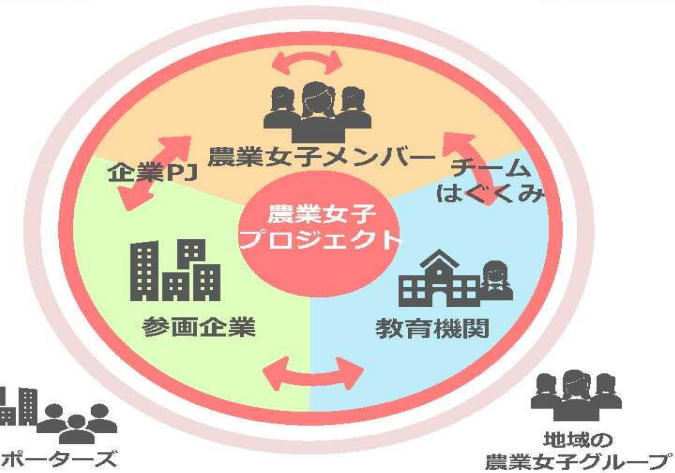 農業女子メンバー
企業PJ
チーム
はぐくみ
農業女子
プロジェクト
参画企業
教育機関
ポーターズ
地域の
農業女子グループ